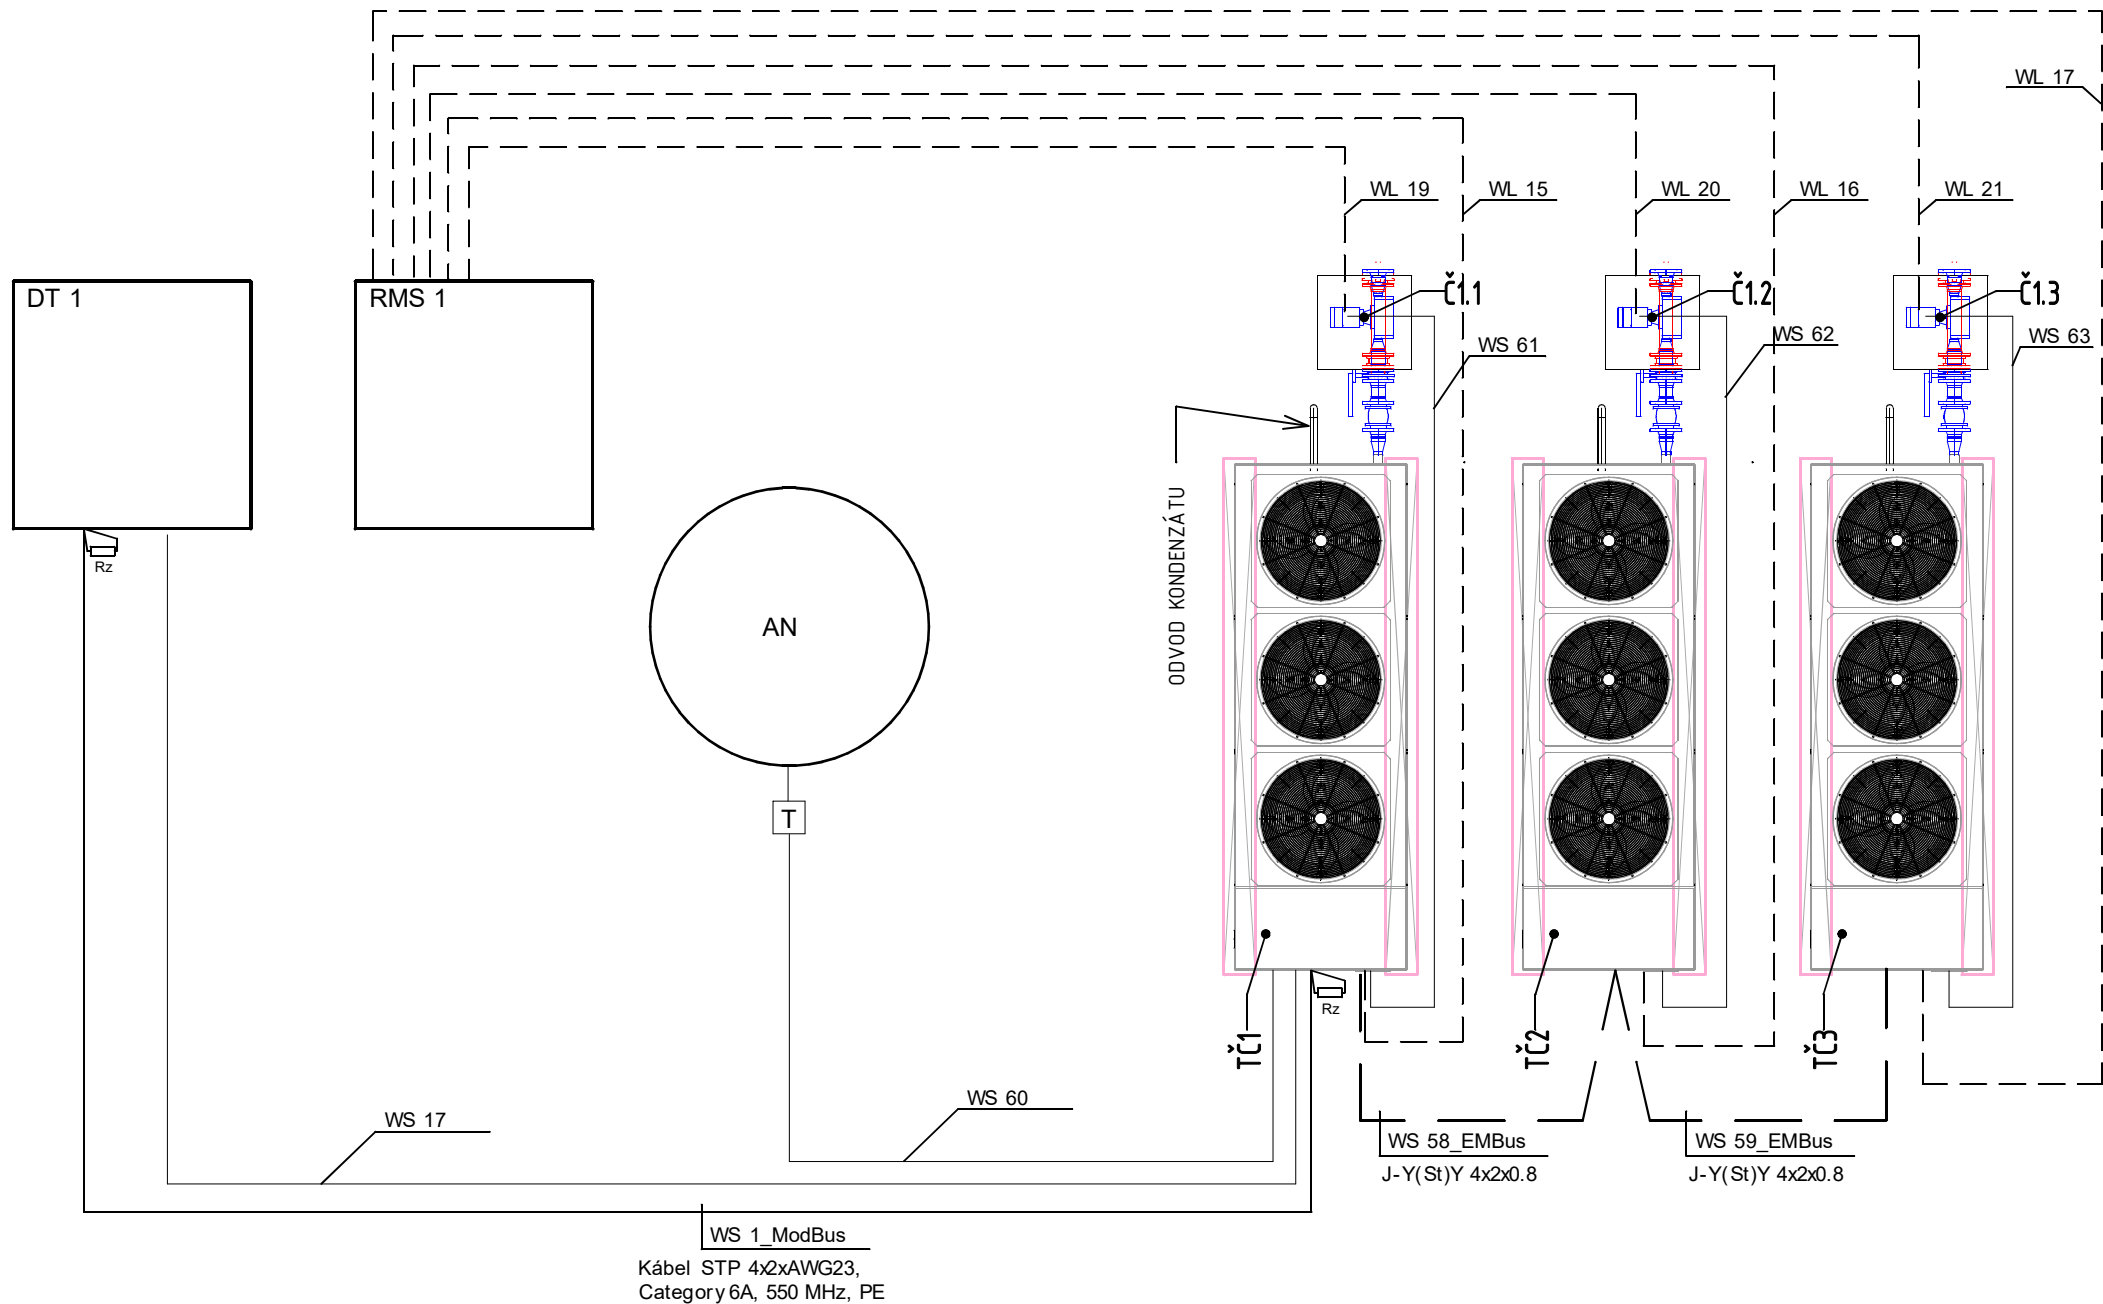 WL 17
WL 19
WL 15
WL 20
WL 16
WL 21
DT 1
RMS 1
Č1.1
Č1.2
Č1.3
WS 61
WS 62
WS 63
ODVOD KONDENZÁTU
Rz
AN
T
Rz
TČ1
TČ2
TČ3
WS 17
WS 60
WS 58_EMBus
J-Y(St)Y 4x2x0.8
WS 59_EMBus
J-Y(St)Y 4x2x0.8
WS 1_ModBus
Kábel STP 4x2xAWG23,
Category 6A, 550 MHz, PE